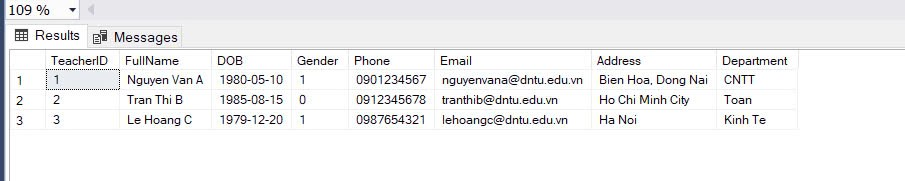 109 %
Results Messages
TeacherID FullName DOB Gender Phone Email Address Department
1 1 Nguyen Van A 1980-05-10 1 0901234567 nguyenvana@dntu.edu.vn Bien Hoa, Dong Nai CNTT
2 2 Tran Thi B 1985-08-15 0 0912345678 tranthib@dntu.edu.vn Ho Chi Minh City Toan
3 3 Le Hoang C 1979-12-20 1 0987654321 lehoangc@dntu.edu.vn Ha Noi Kinh Te